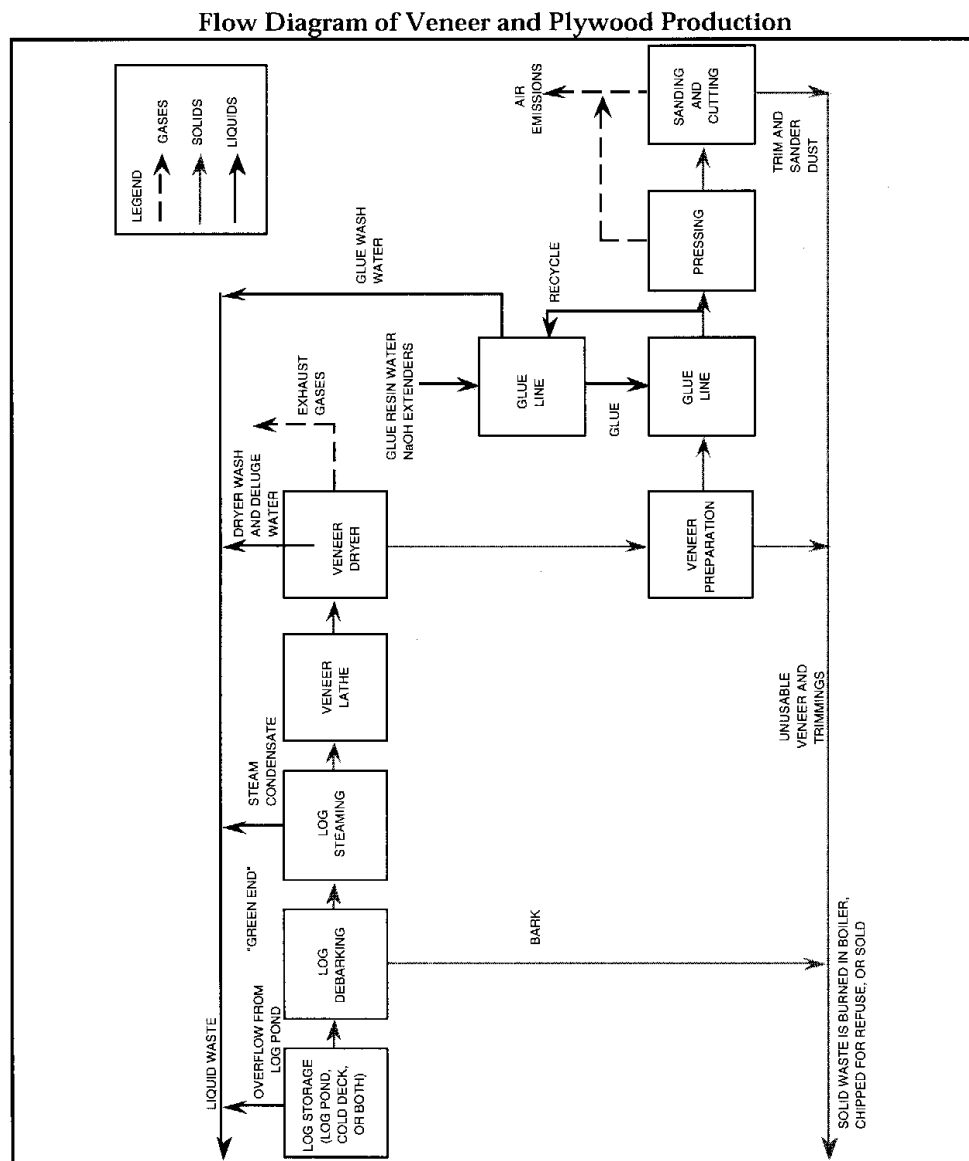 Flow Diagram of Veneer and Plywood Production
LEGEND
GASES
SOLIDS
LIQUIDS
LIQUID WASTE
OVERFLOW FROM
LOG POND
"GREEN END"
STEAM
CONDENSATE
DRYER WASH
AND DELUGE
WATER
EXHAUST
GASES
GLUE WASH
WATER
LOG STORAGE
(LOG POND,
COLD DECK,
OR BOTH)
LOG
DEBARKING
LOG
STEAMING
VENEER
LATHE
VENEER
DRYER
GLUE RESIN WATER
NaOH EXTENDERS
GLUE
LINE
RECYCLE
GLUE
AIR
EMISSIONS
VENEER
PREPARATION
GLUE
LINE
PRESSING
SANDING
AND
CUTTING
BARK
UNUSABLE
VENEER AND
TRIMMINGS
TRIM AND
SANDER
DUST
SOLID WASTE IS BURNED IN BOILER,
CHIPPED FOR REFUSE, OR SOLD